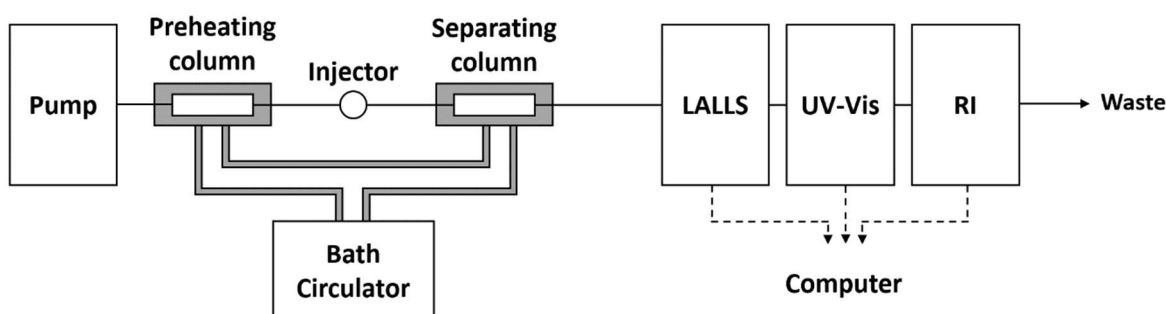 Pump
Preheating
column
Injector
Separating
column
LALLS
UV-Vis
RI
Waste
Bath
Circulator
Computer